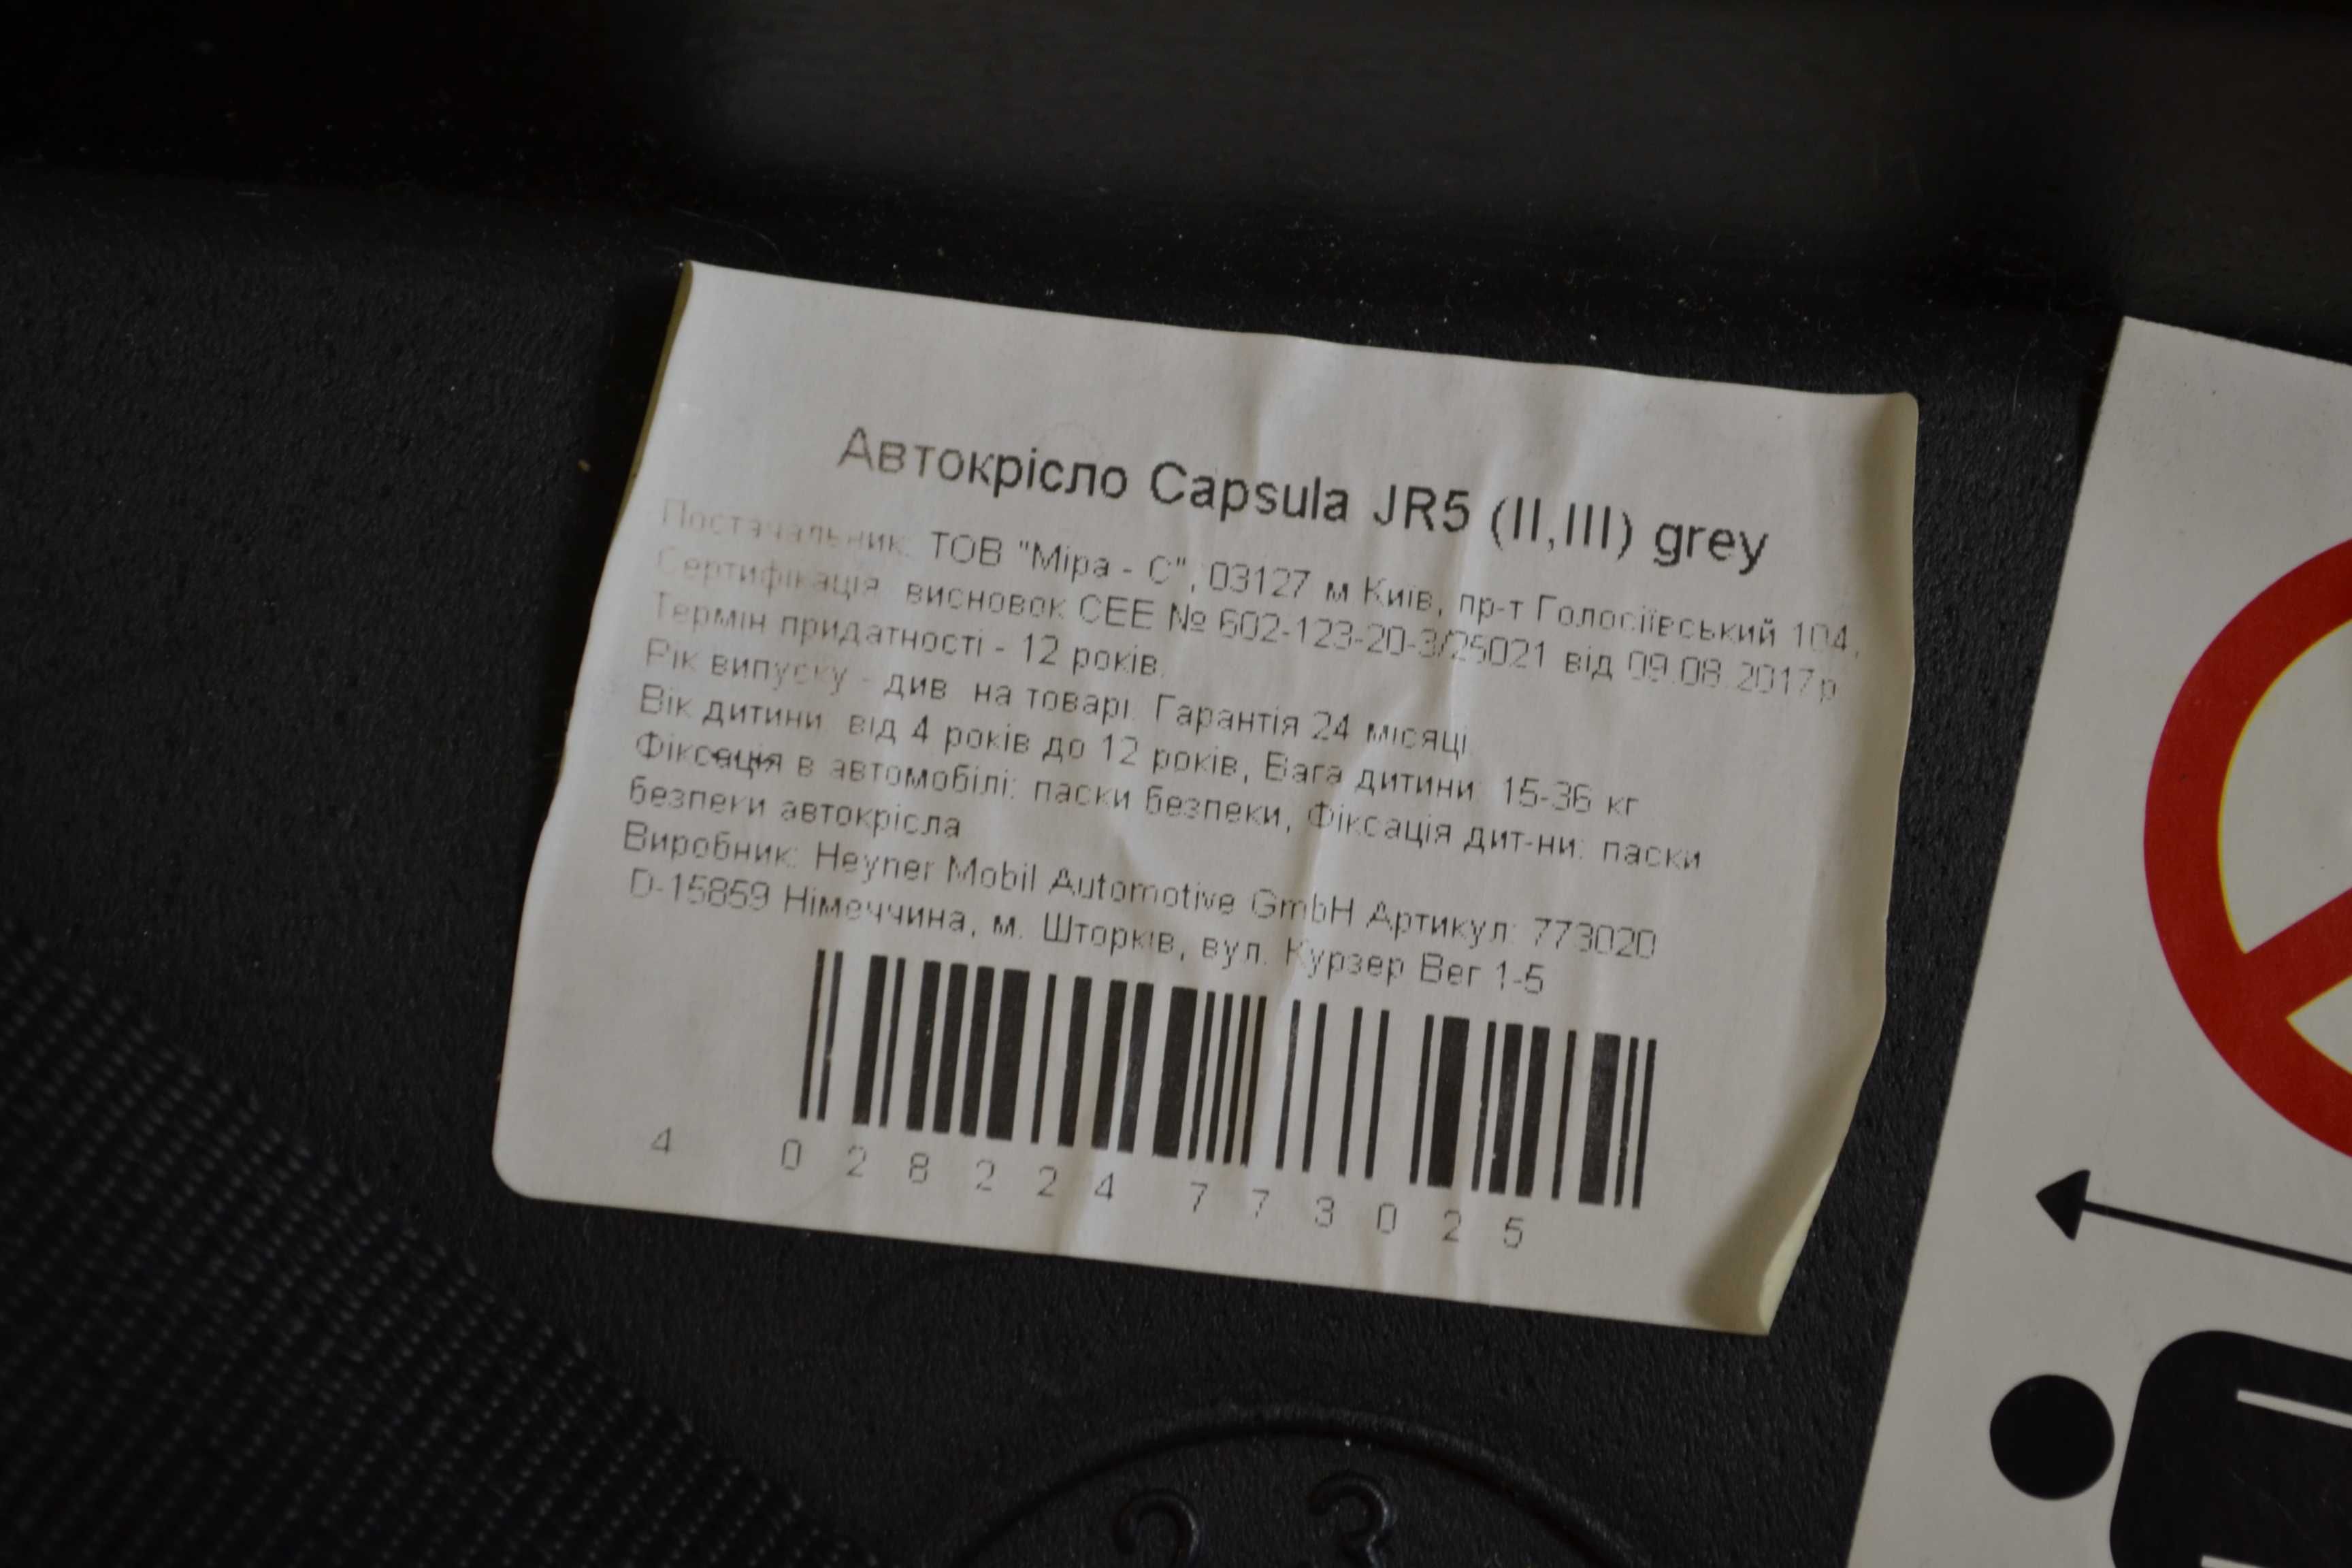 Автокрісло Capsula JR5 (II,III) grey
Постачальник: ТОВ "Міра - С", 03127 м Київ, пр-т Голосіївський 104,
Сертифікація висновок СЕЕ № 602-123-20-3/25021 від 09.08.2017р
Термін придатності - 12 років.
Рік випуску - див на товарі. Гарантія 24 місяці
Вік дитини: від 4 років до 12 років, Вага дитини: 15-36 кг
Фіксація в автомобілі: паски безпеки, Фіксація дит-ни: паски
безпеки автокрісла
Виробник: Heyner Mobil Automotive GmbH Артикул: 773020
D-15859 Німеччина, м. Шторків, вул. Курзер Вег 1-5
4 028224 773025
2 3